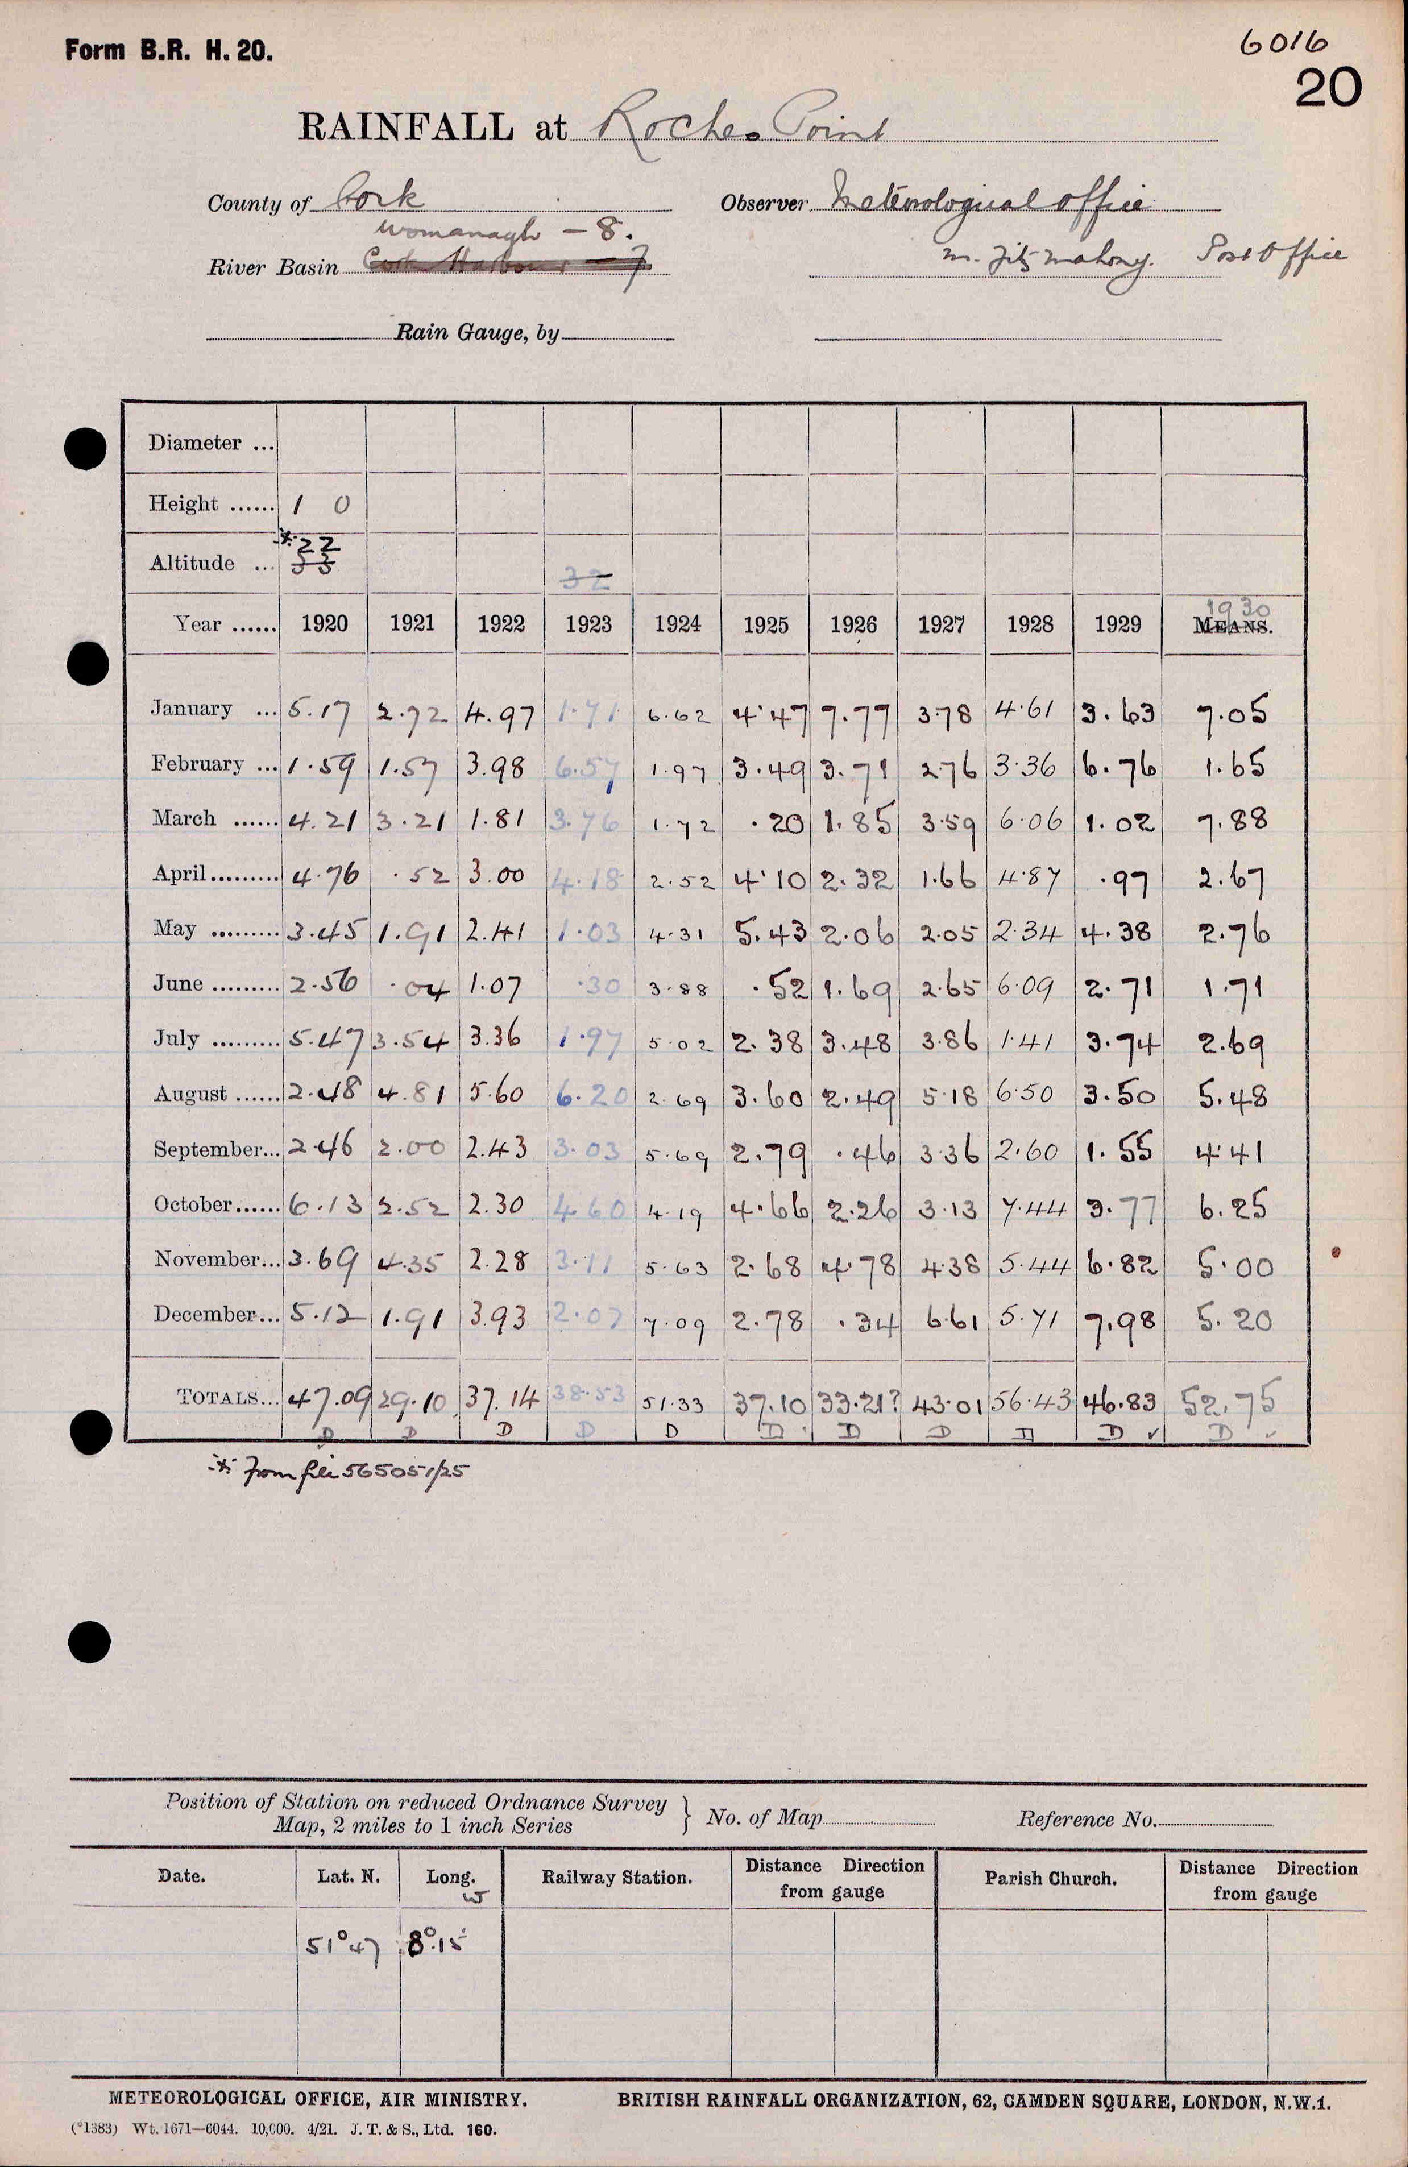 Form B.R. H. 20.
6016
20
RAINFALL at Roches Point
County of Cork
Observer Meteorological office
Womanagh - 8.
River Basin Cork Harbour - 7
M. Fitzmahony. Post Office
Rain Gauge, by
Diameter ...
Height ...... 1 0
* 22
Altitude ... 33 32
1930
Year ...... 1920 1921 1922 1923 1924 1925 1926 1927 1928 1929 MEANS.
January ... 5.17 2.72 4.97 1.71 6.62 4.47 7.77 3.78 4.61 3.63 7.05
February ... 1.59 1.57 3.98 6.57 1.97 3.49 3.71 2.76 3.36 6.76 1.65
March ...... 4.21 3.21 1.81 3.76 1.72 .20 1.85 3.59 6.06 1.02 7.88
April ......... 4.76 .52 3.00 4.18 2.52 4.10 2.32 1.66 4.87 .97 2.67
May ......... 3.45 1.91 2.41 1.03 4.31 5.43 2.06 2.05 2.34 4.38 2.76
June ......... 2.56 .04 1.07 .30 3.88 .52 1.69 2.65 6.09 2.71 1.71
July ......... 5.47 3.54 3.36 1.97 5.02 2.38 3.48 3.86 1.41 3.74 2.69
August ...... 2.48 4.81 5.60 6.20 2.69 3.60 2.49 5.18 6.50 3.50 5.48
September... 2.46 2.00 2.43 3.03 5.69 2.79 .46 3.36 2.60 1.55 4.41
October...... 6.13 2.52 2.30 4.60 4.19 4.66 2.26 3.13 7.44 3.77 6.25
November... 3.69 4.35 2.28 3.11 5.63 2.68 4.78 4.38 5.44 6.82 5.00
December... 5.12 1.91 3.93 2.07 7.09 2.78 .34 6.61 5.71 7.98 5.20
TOTALS... 47.09 29.10 37.14 38.53 51.33 37.10 33.21? 43.01 56.43 46.83 52.75
D D D D D D D D D D ✓ D ✓
* From file 565051/25
Position of Station on reduced Ordnance Survey
Map, 2 miles to 1 inch Series
} No. of Map
Reference No.
Date. Lat. N. Long. W Railway Station. Distance Direction from gauge Parish Church. Distance Direction from gauge
51°47 8°15'
METEOROLOGICAL OFFICE, AIR MINISTRY. BRITISH RAINFALL ORGANIZATION, 62, CAMDEN SQUARE, LONDON, N.W.1.
(*1383) Wt. 1671—6044. 10,000. 4/21. J. T. & S., Ltd. 160.